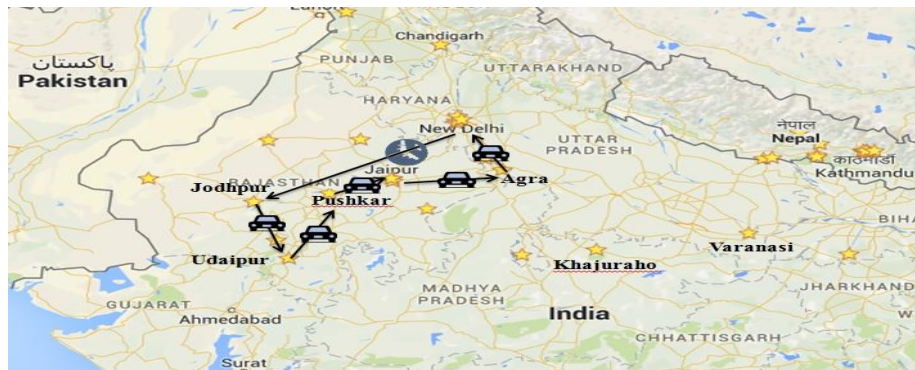 Chandigarh
PUNJAB
پاکستان
Pakistan
UTTARAKHAND
HARYANA
New Delhi
नेपाल
Nepal
UTTAR
PRADESH
काठमाडौं
Kathmandu
Jaipur
Agra
Jodhpur
RAJASTHAN
Pushkar
BIHA
Varanasi
Udaipur
Khajuraho
MADHYA
PRADESH
JHARKHAND
GUJARAT
India
Ahmedabad
W
CHHATTISGARH
Surat